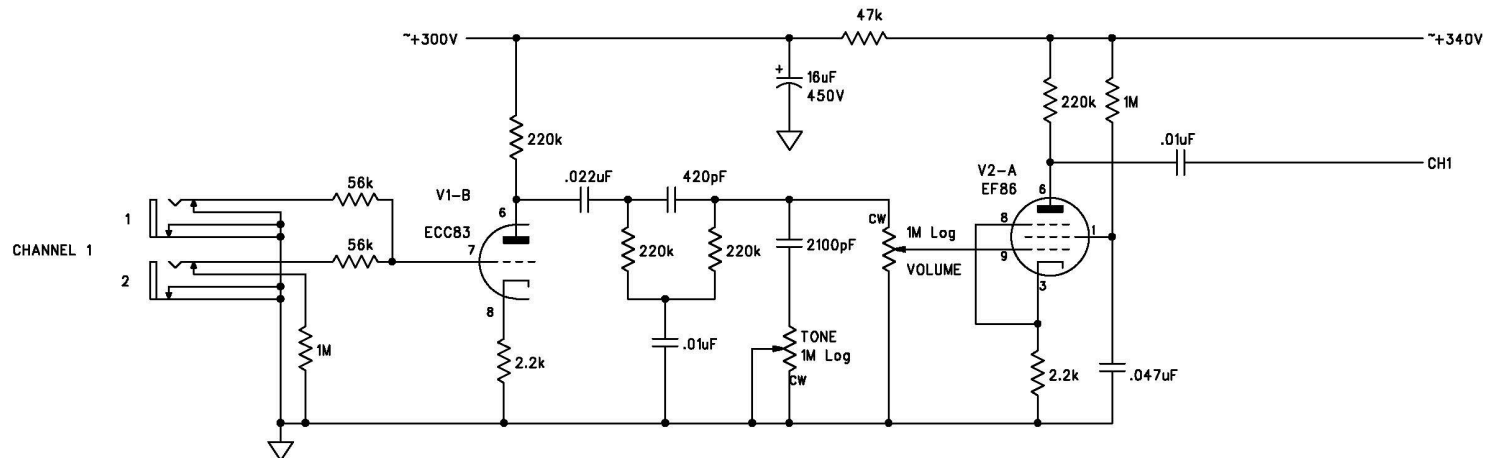 47k
~+300V
~+340V
+
16uF
450V
220k
1M
220k
.01uF
CH1
V2-A
EF86
56k
V1-B
.022uF
420pF
6
6
1
ECC83
CW
1M Log
8
1
CHANNEL 1
56k
7
220k
220k
2100pF
VOLUME
9
2
8
3
1M
2.2k
.01uF
TONE
1M Log
CW
2.2k
.047uF